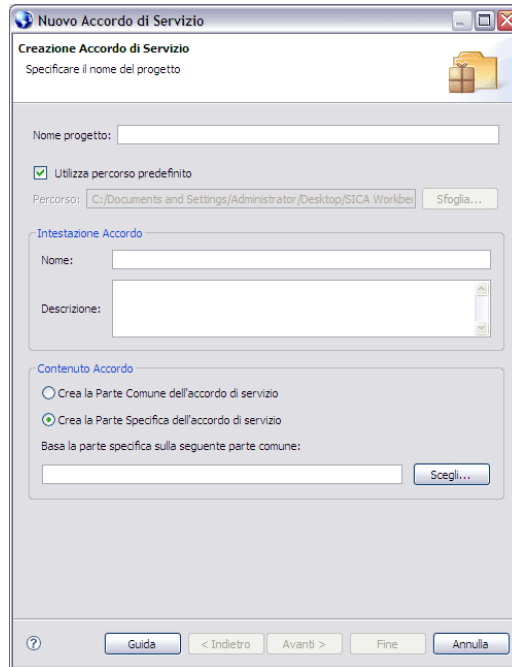 Nuovo Accordo di Servizio
Creazione Accordo di Servizio
Specificare il nome del progetto
Nome progetto:
Utilizza percorso predefinito
Percorso: C:/Documents and Settings/Administrator/Desktop/SICA Workbe Sfoglia...
Intestazione Accordo
Nome:
Descrizione:
Contenuto Accordo
Crea la Parte Comune dell'accordo di servizio
Crea la Parte Specifica dell'accordo di servizio
Basa la parte specifica sulla seguente parte comune:
Scegli...
? Guida < Indietro Avanti > Fine Annulla